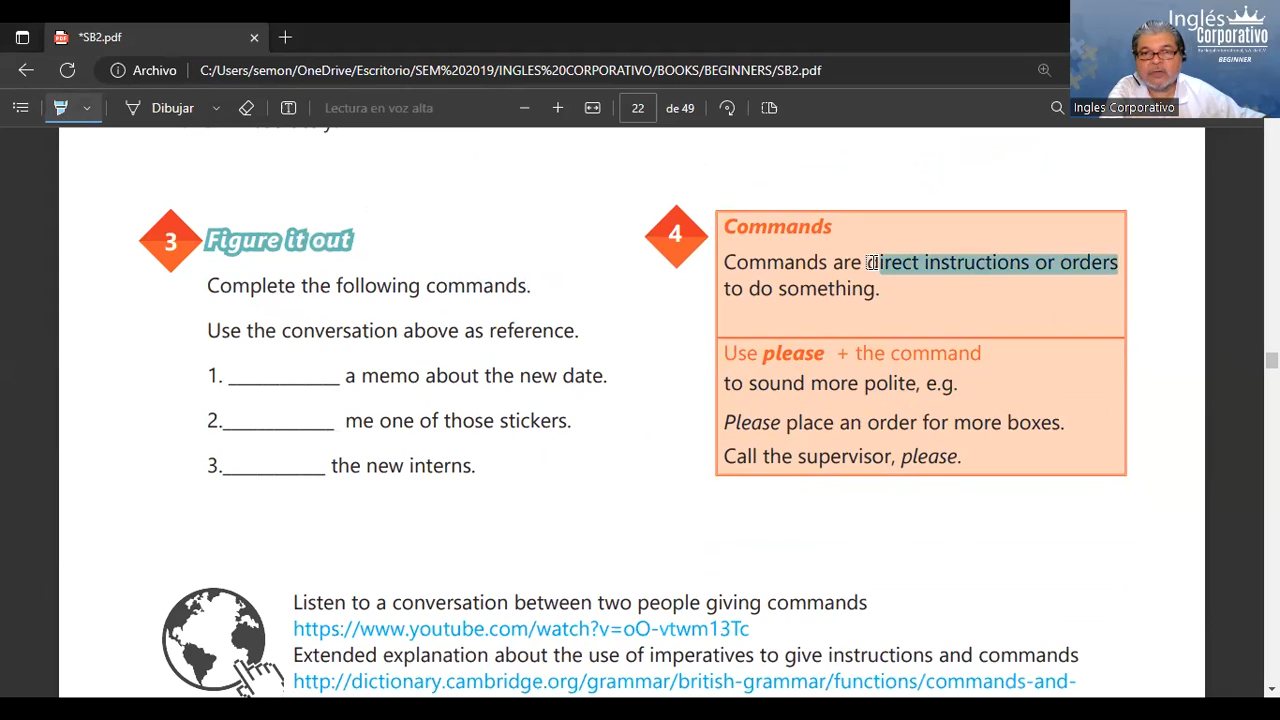 *SB2.pdf
Archivo
C:/Users/semon/OneDrive/Escritorio/SEM%202019/INGLES%20CORPORATIVO/BOOKS/BEGINNERS/SB2.pdf
Dibujar
Lectura en voz alta
22
de 49
Inglés
Corporativo
BEGINNER
Ingles Corporativo
3
Figure it out
Complete the following commands.
Use the conversation above as reference.
1. __________ a memo about the new date.
2.__________ me one of those stickers.
3.__________ the new interns.
4
Commands
Commands are direct instructions or orders
to do something.
Use please + the command
to sound more polite, e.g.
Please place an order for more boxes.
Call the supervisor, please.
Listen to a conversation between two people giving commands
https://www.youtube.com/watch?v=oO-vtwm13Tc
Extended explanation about the use of imperatives to give instructions and commands
http://dictionary.cambridge.org/grammar/british-grammar/functions/commands-and-